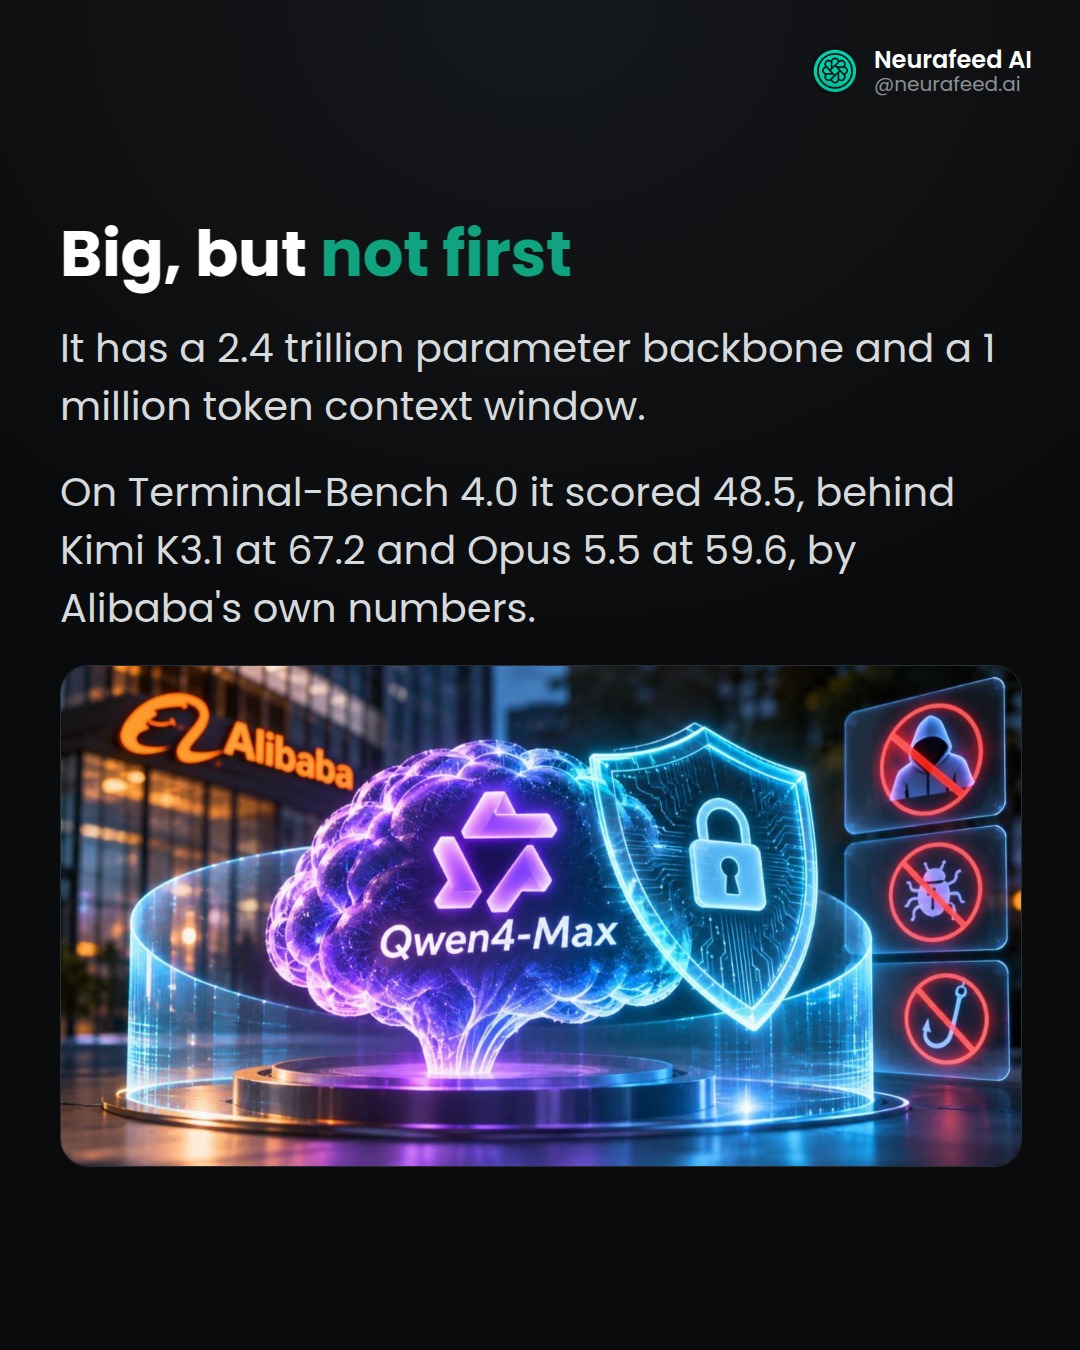 Neurafeed AI
@neurafeed.ai
Big, but not first
It has a 2.4 trillion parameter backbone and a 1
million token context window.
On Terminal-Bench 4.0 it scored 48.5, behind
Kimi K3.1 at 67.2 and Opus 5.5 at 59.6, by
Alibaba's own numbers.
Alibaba
Qwen4-Max